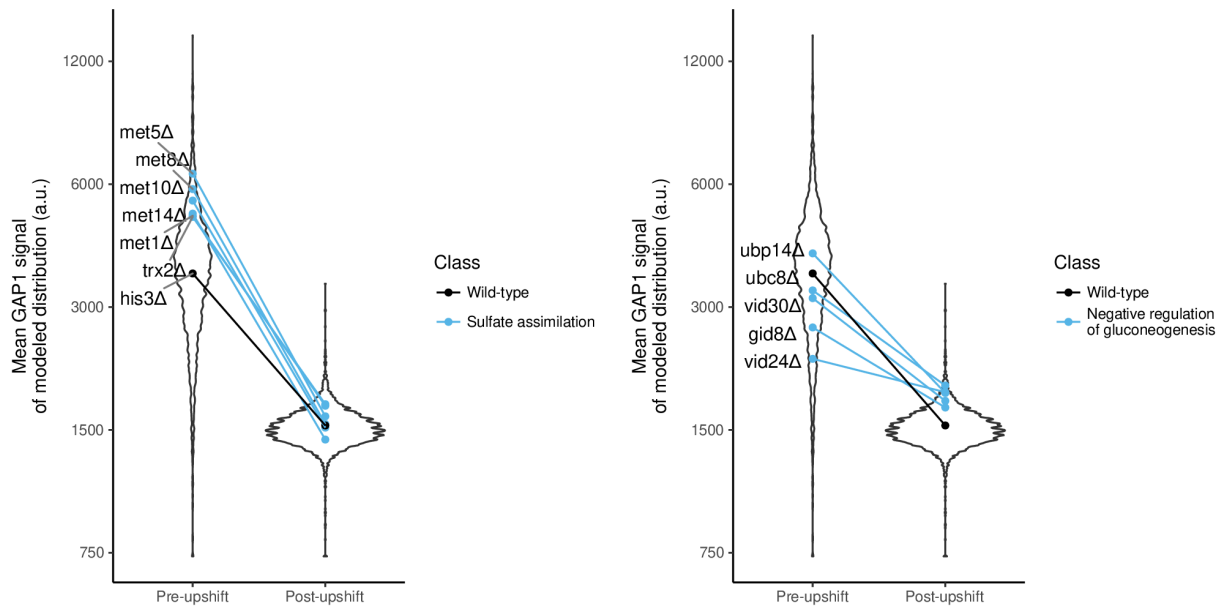 Mean GAP1 signal
of modeled distribution (a.u.)
12000
6000
3000
1500
750
met5Δ
met8Δ
met10Δ
met14Δ
met1Δ
trx2Δ
his3Δ
Pre-upshift
Post-upshift
Class
Wild-type
Sulfate assimilation
Mean GAP1 signal
of modeled distribution (a.u.)
12000
6000
3000
1500
750
ubp14Δ
ubc8Δ
vid30Δ
gid8Δ
vid24Δ
Pre-upshift
Post-upshift
Class
Wild-type
Negative regulation
of gluconeogenesis